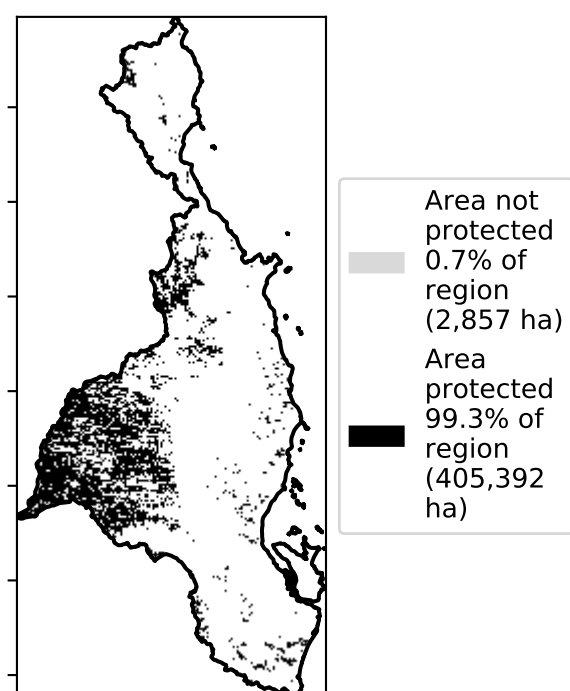 Area not
protected
0.7% of
region
(2,857 ha)
Area
protected
99.3% of
region
(405,392
ha)